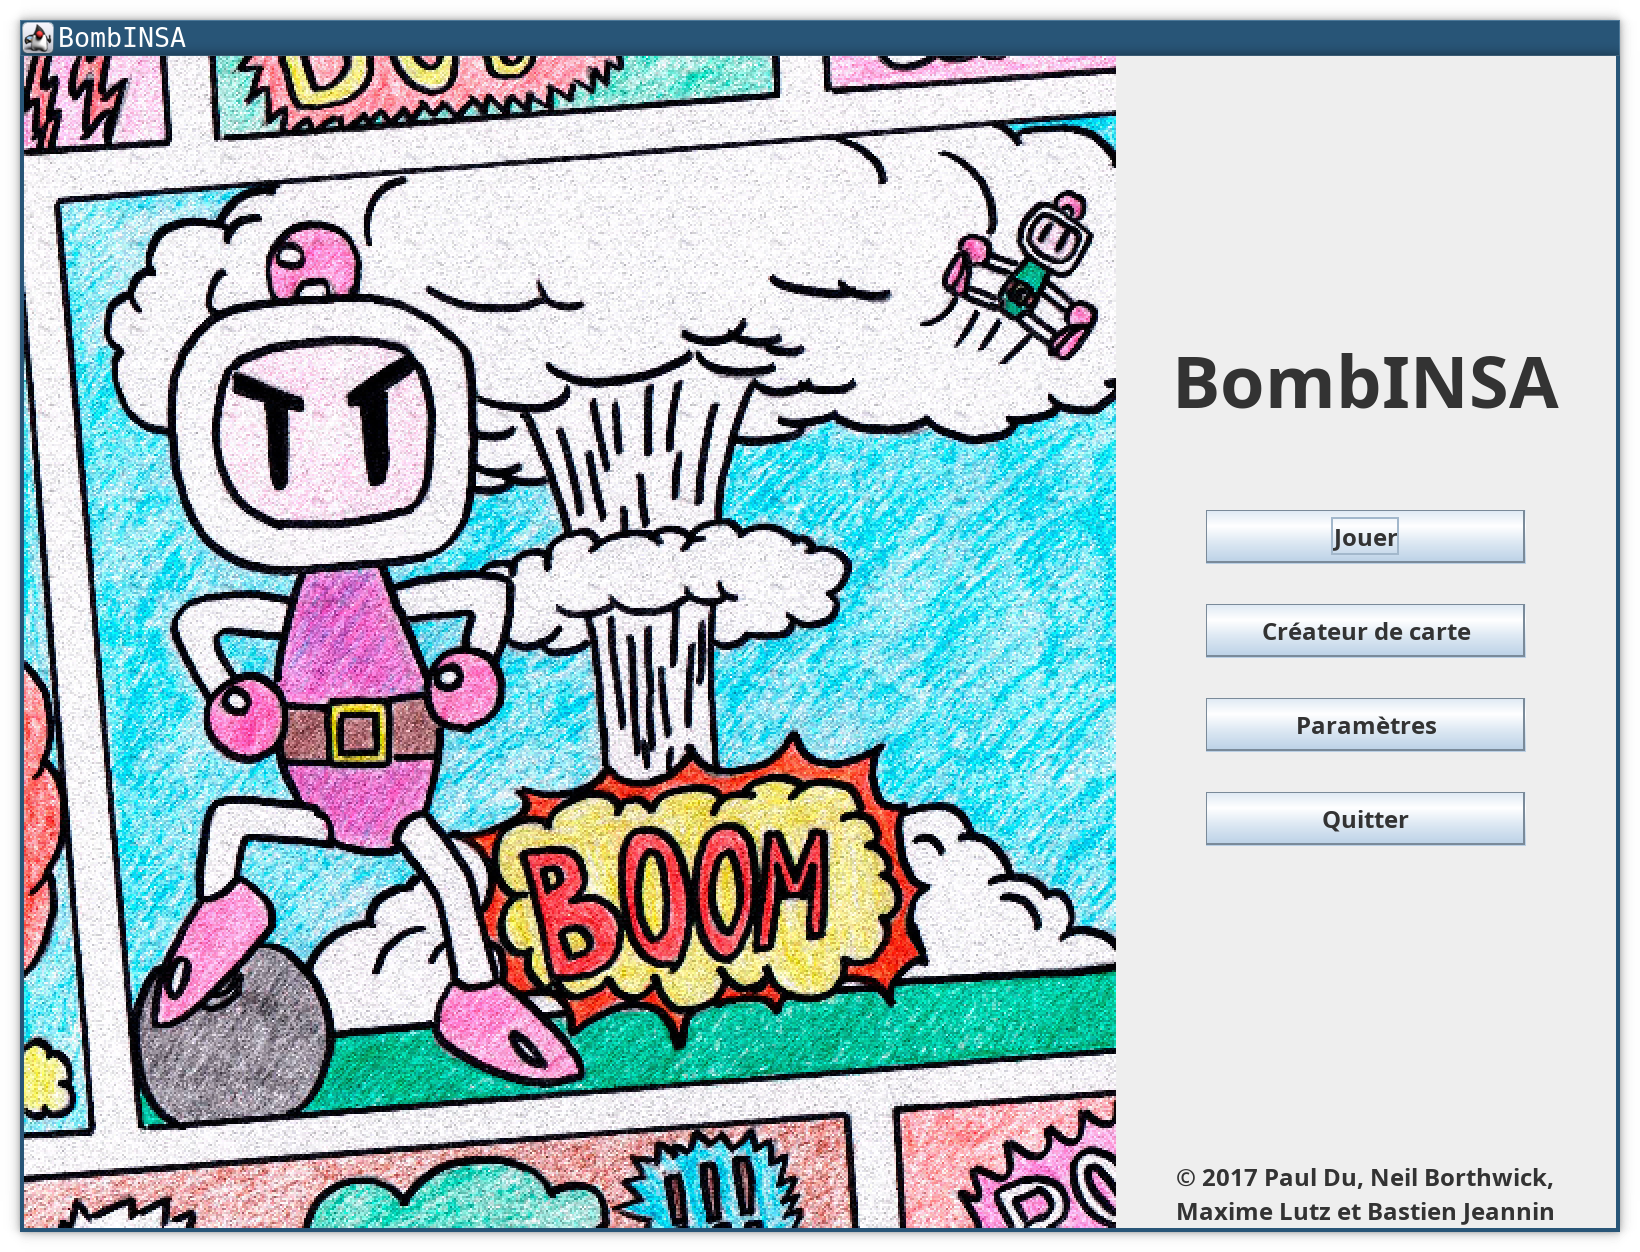 BombINSA
BOOM
!!!
BombINSA
Jouer
Créateur de carte
Paramètres
Quitter
© 2017 Paul Du, Neil Borthwick,
Maxime Lutz et Bastien Jeannin